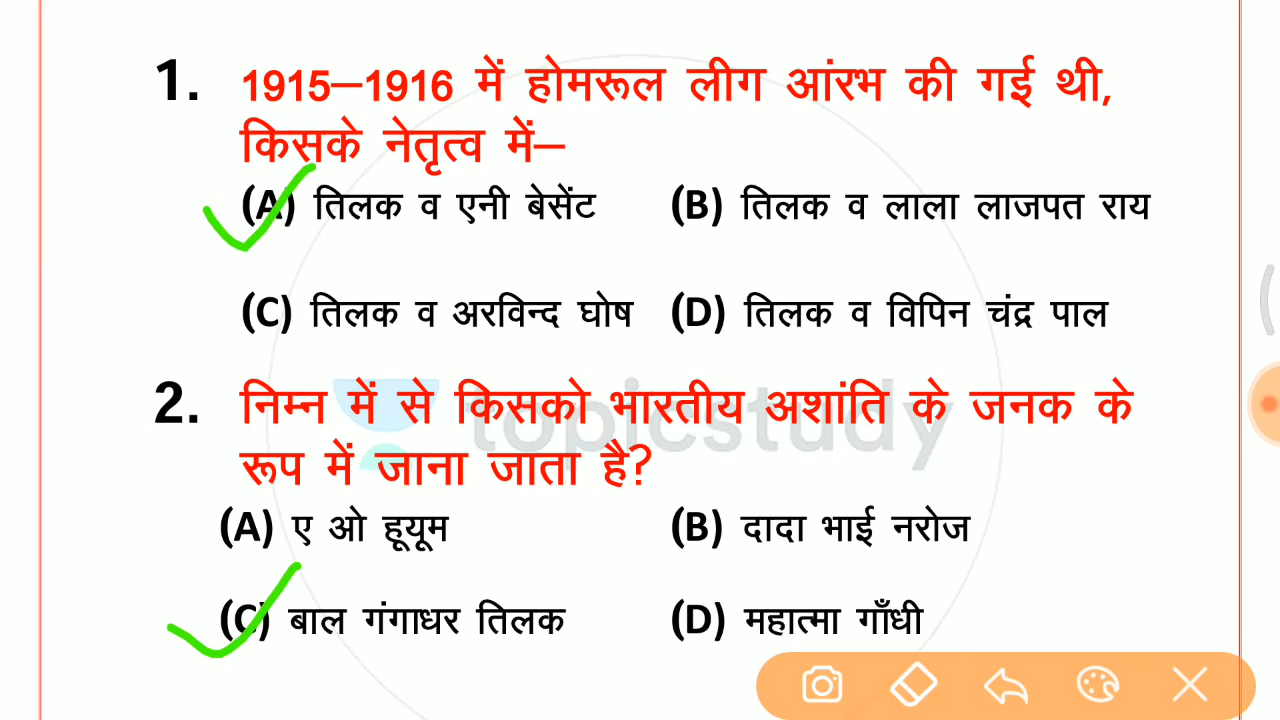 1. 1915–1916 में होमरूल लीग आंरभ की गई थी,
किसके नेतृत्व में–
(A) तिलक व एनी बेसेंट (B) तिलक व लाला लाजपत राय
(C) तिलक व अरविन्द घोष (D) तिलक व विपिन चंद्र पाल
2. निम्न में से किसको भारतीय अशांति के जनक के
रूप में जाना जाता है?
topicstudy
(A) ए ओ हूयूम (B) दादा भाई नरोज
(C) बाल गंगाधर तिलक (D) महात्मा गाँधी